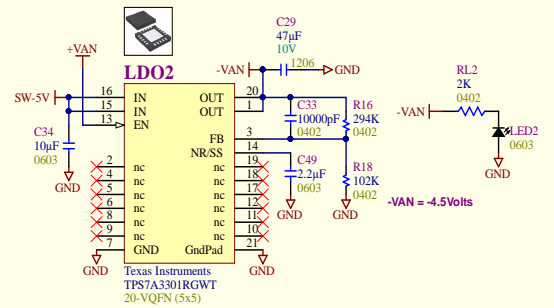 C29
47µF
10V
1206
+VAN
-VAN
GND
LDO2
SW-5V
16
IN
OUT
20
15
IN
OUT
1
13
EN
FB
3
NR/SS
14
C33
10000pF
0402
R16
294K
0402
C34
10µF
0603
GND
C49
2.2µF
0603
GND
R18
102K
0402
GND
2
nc
nc
19
4
nc
nc
18
5
nc
nc
17
6
nc
nc
12
8
nc
nc
11
9
nc
nc
10
7
GND
GndPad
21
GND
GND
Texas Instruments
TPS7A3301RGWT
20-VQFN (5x5)
RL2
2K
0402
-VAN
LED2
0603
GND
-VAN = -4.5Volts